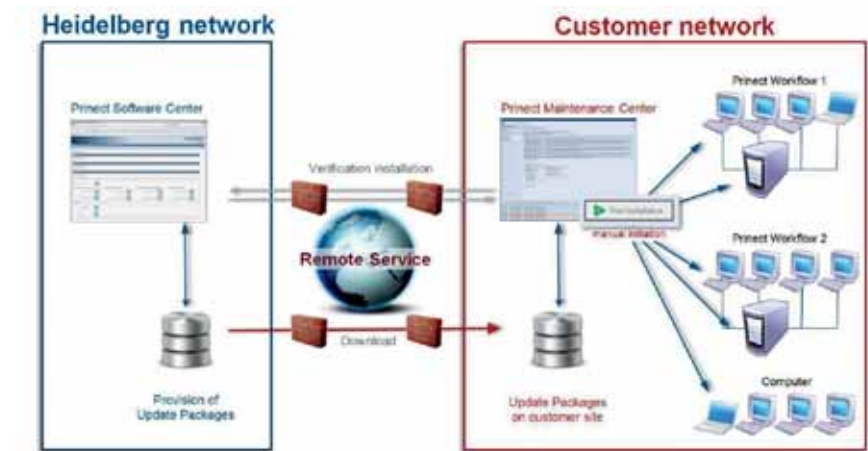 Heidelberg network
Customer network
Prinect Software Center
Verification installation
Remote Service
Download
Provision of
Update Packages
Prinect Maintenance Center
Manual initiation
Update Packages
on customer site
Prinect Workflow 1
Prinect Workflow 2
Computer